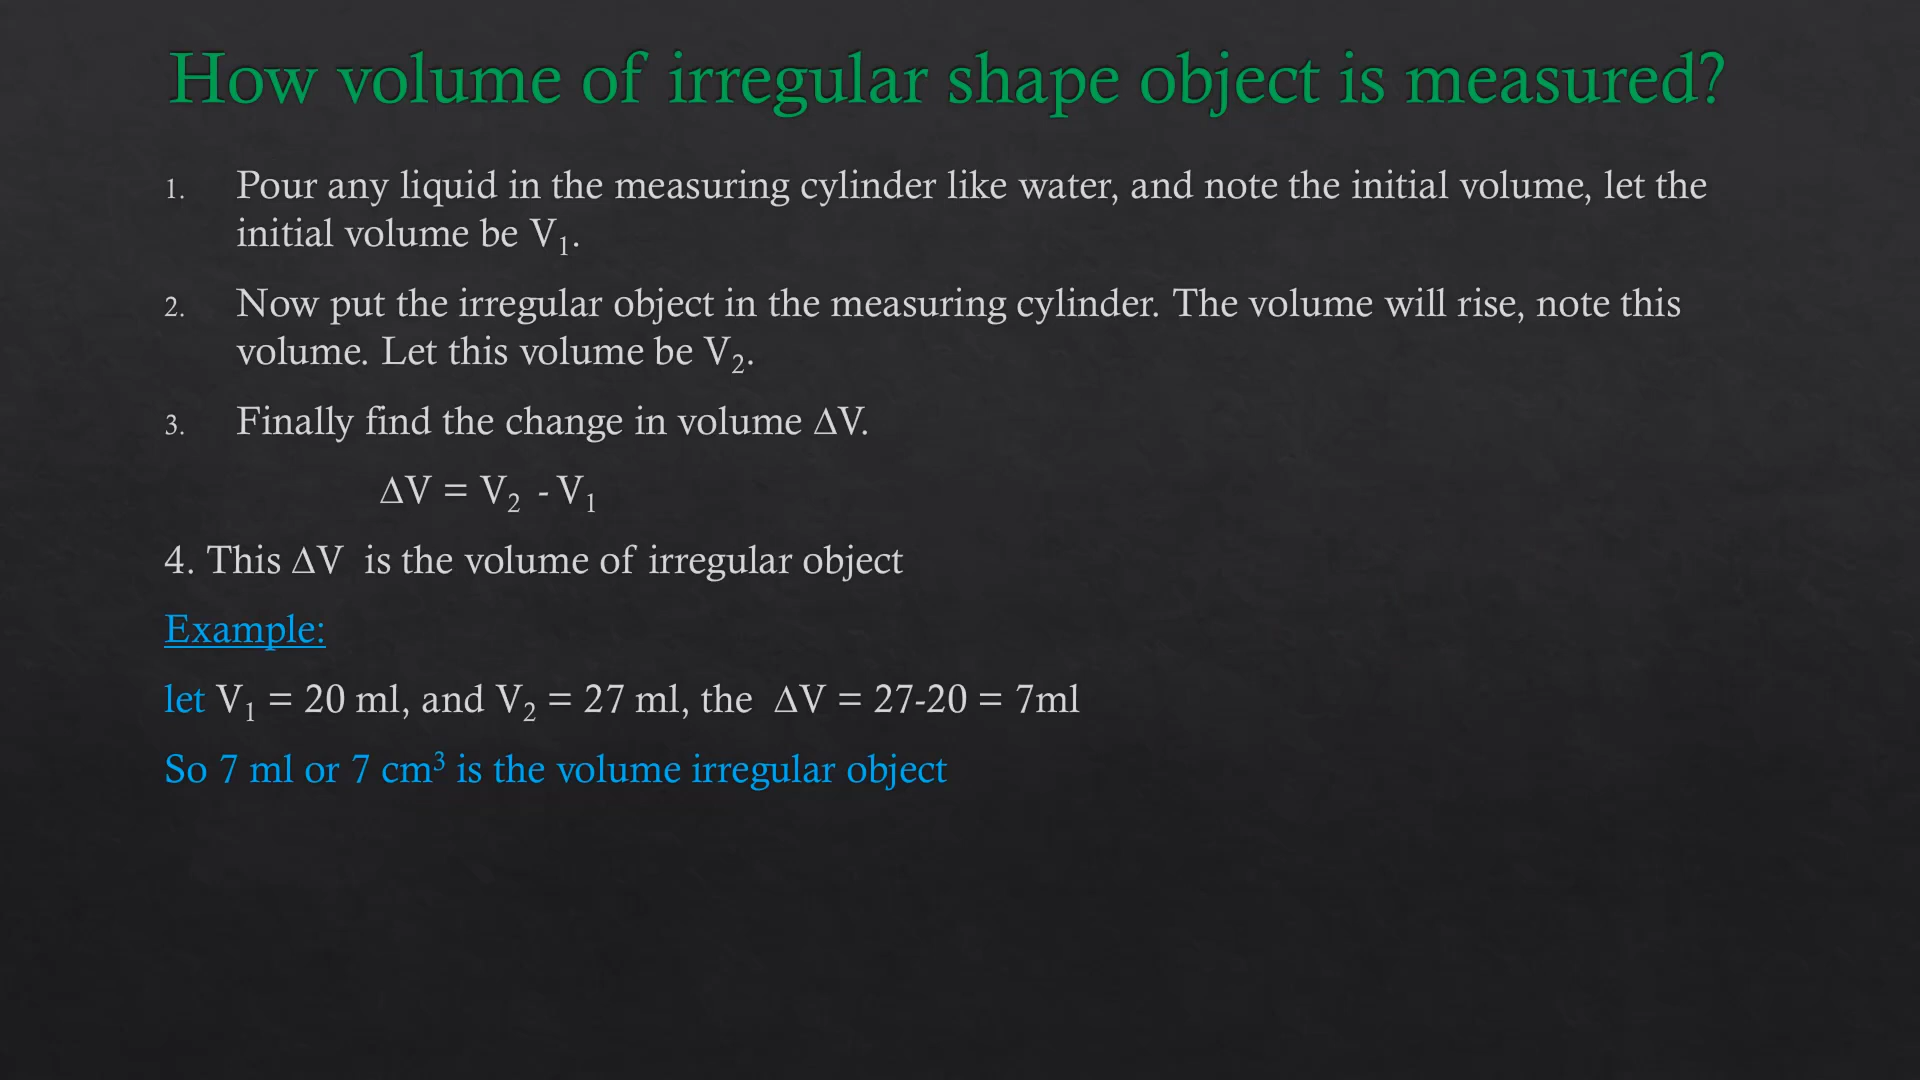 How volume of irregular shape object is measured?
1. Pour any liquid in the measuring cylinder like water, and note the initial volume, let the
initial volume be V₁.
2. Now put the irregular object in the measuring cylinder. The volume will rise, note this
volume. Let this volume be V₂.
3. Finally find the change in volume ΔV.
ΔV = V₂ - V₁
4. This ΔV is the volume of irregular object
Example:
let V₁ = 20 ml, and V₂ = 27 ml, the ΔV = 27-20 = 7ml
So 7 ml or 7 cm³ is the volume irregular object